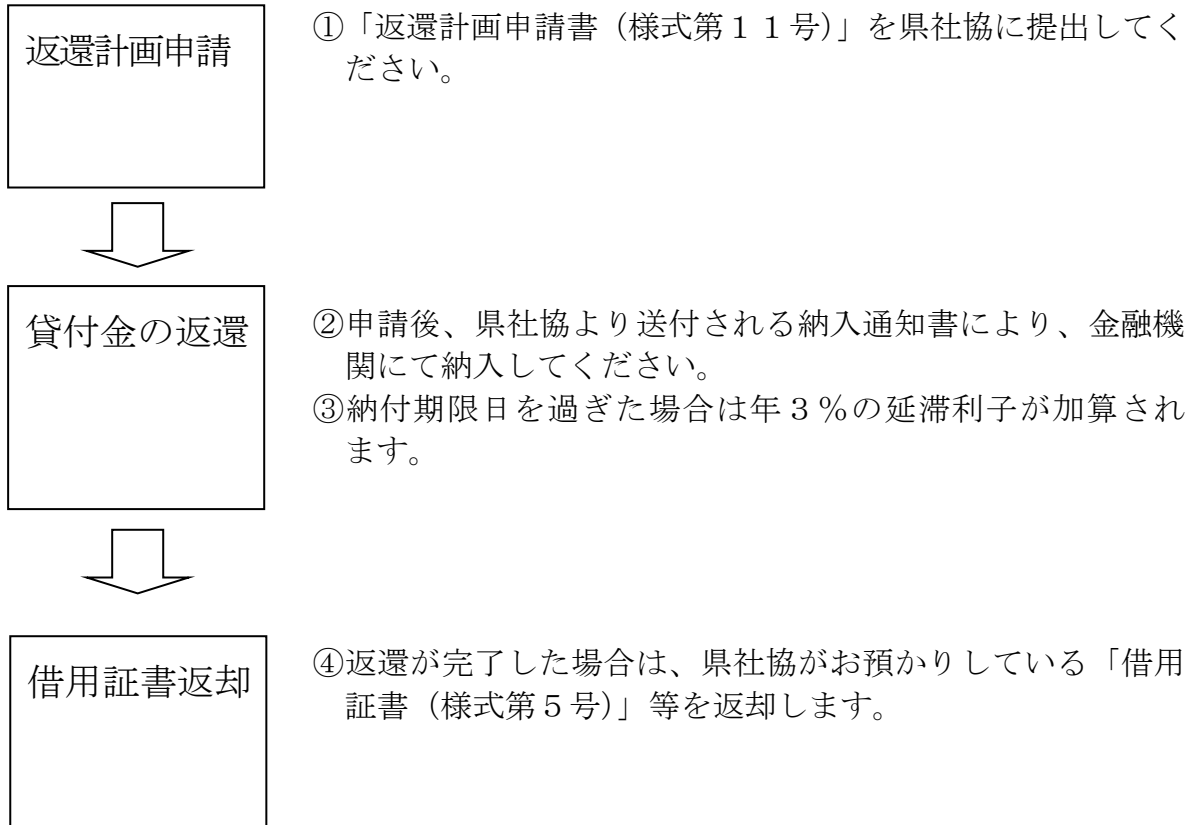 返還計画申請
①「返還計画申請書（様式第１１号）」を県社協に提出してく
ださい。
貸付金の返還
②申請後、県社協より送付される納入通知書により、金融機
関にて納入してください。
③納付期限日を過ぎた場合は年３％の延滞利子が加算され
ます。
借用証書返却
④返還が完了した場合は、県社協がお預かりしている「借用
証書（様式第５号）」等を返却します。